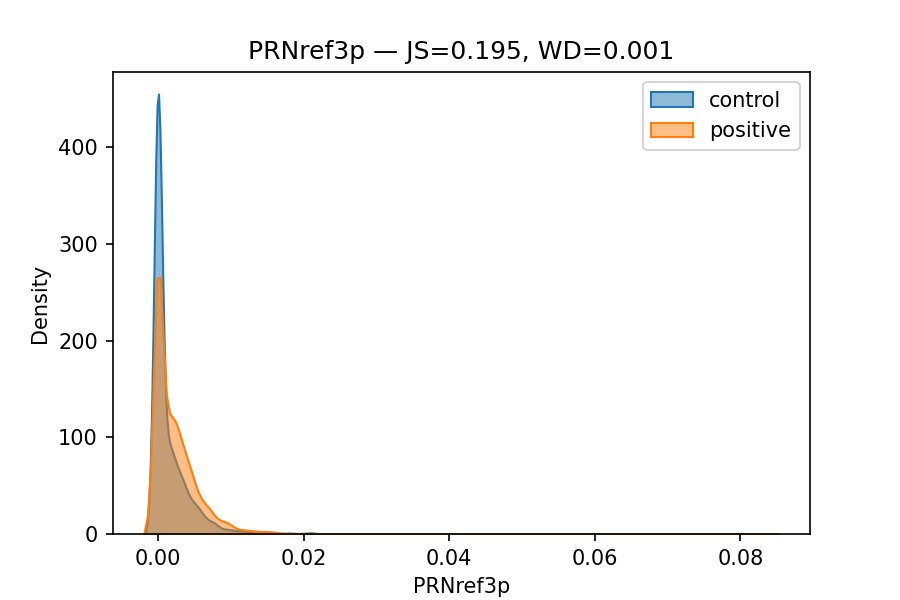 PRNref3p — JS=0.195, WD=0.001
control
positive
Density
400
300
200
100
0
0.00 0.02 0.04 0.06 0.08
PRNref3p